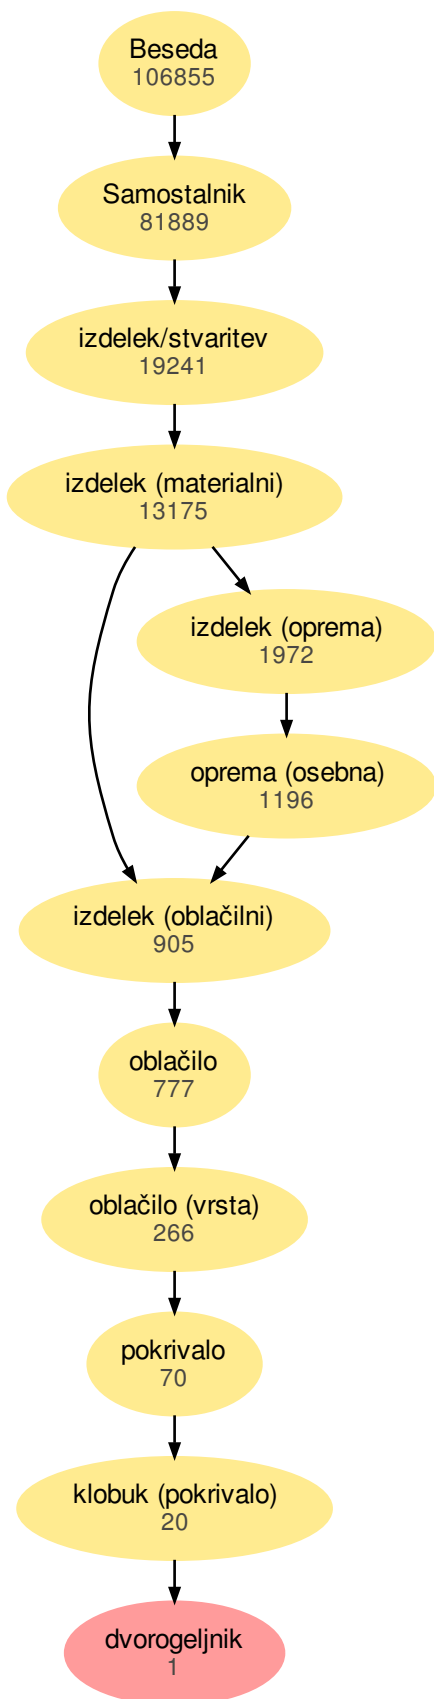 Beseda
106855
Samostalnik
81889
izdelek/stvaritev
19241
izdelek (materialni)
13175
izdelek (oprema)
1972
oprema (osebna)
1196
izdelek (oblačilni)
905
oblačilo
777
oblačilo (vrsta)
266
pokrivalo
70
klobuk (pokrivalo)
20
dvorogeljnik
1